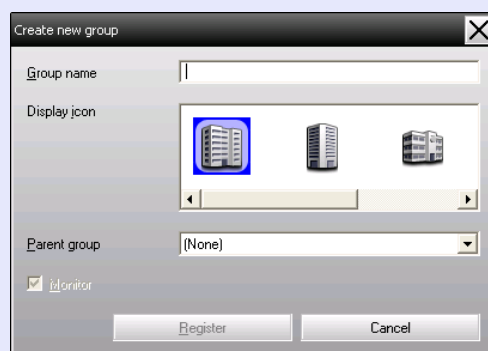 Create new group
Group name
Display icon
Parent group (None)
Monitor
Register Cancel